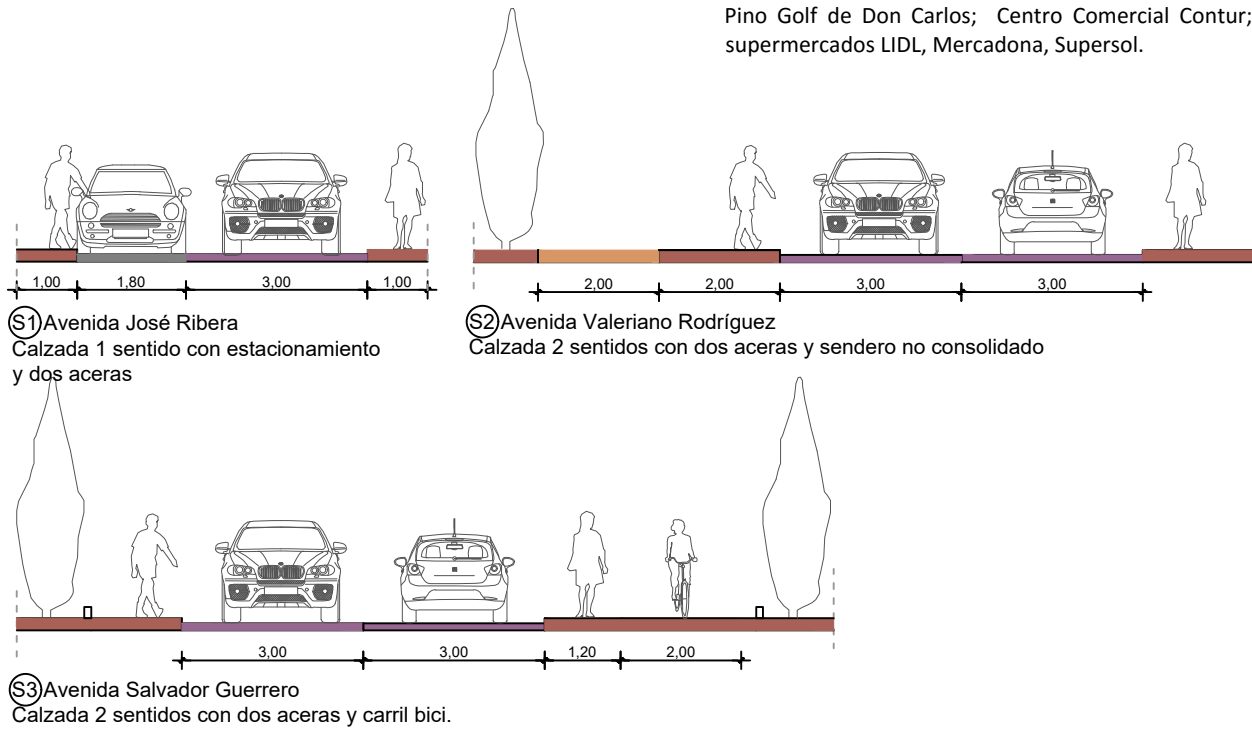 Pino Golf de Don Carlos; Centro Comercial Contur;
supermercados LIDL, Mercadona, Supersol.
1,00 1,80 3,00 1,00
S1 Avenida José Ribera
Calzada 1 sentido con estacionamiento
y dos aceras
2,00 2,00 3,00 3,00
S2 Avenida Valeriano Rodríguez
Calzada 2 sentidos con dos aceras y sendero no consolidado
3,00 3,00 1,20 2,00
S3 Avenida Salvador Guerrero
Calzada 2 sentidos con dos aceras y carril bici.